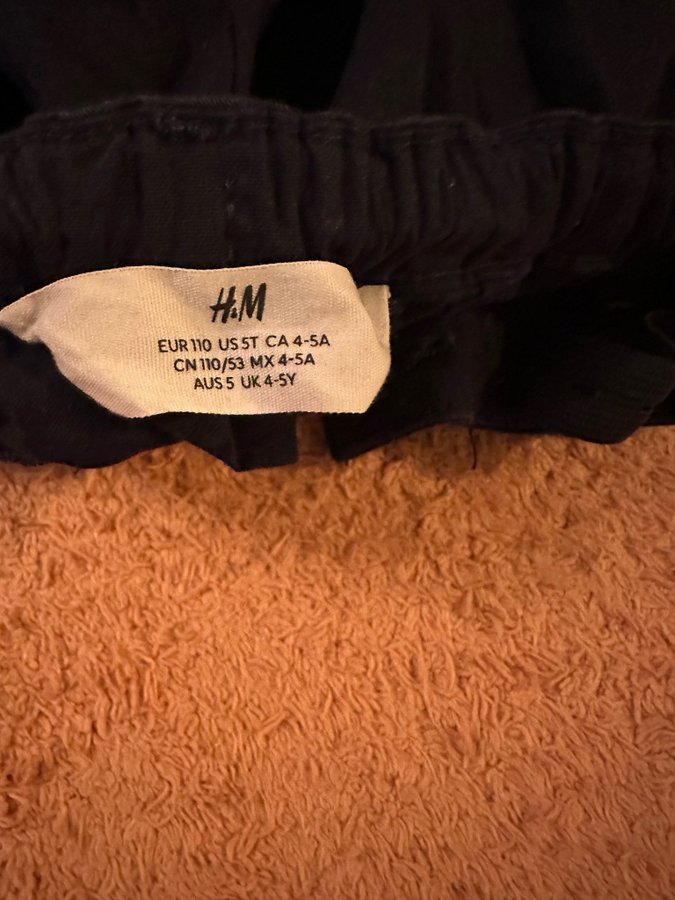 H&M
EUR 110 US 5T CA 4-5A
CN 110/53 MX 4-5A
AUS 5 UK 4-5Y